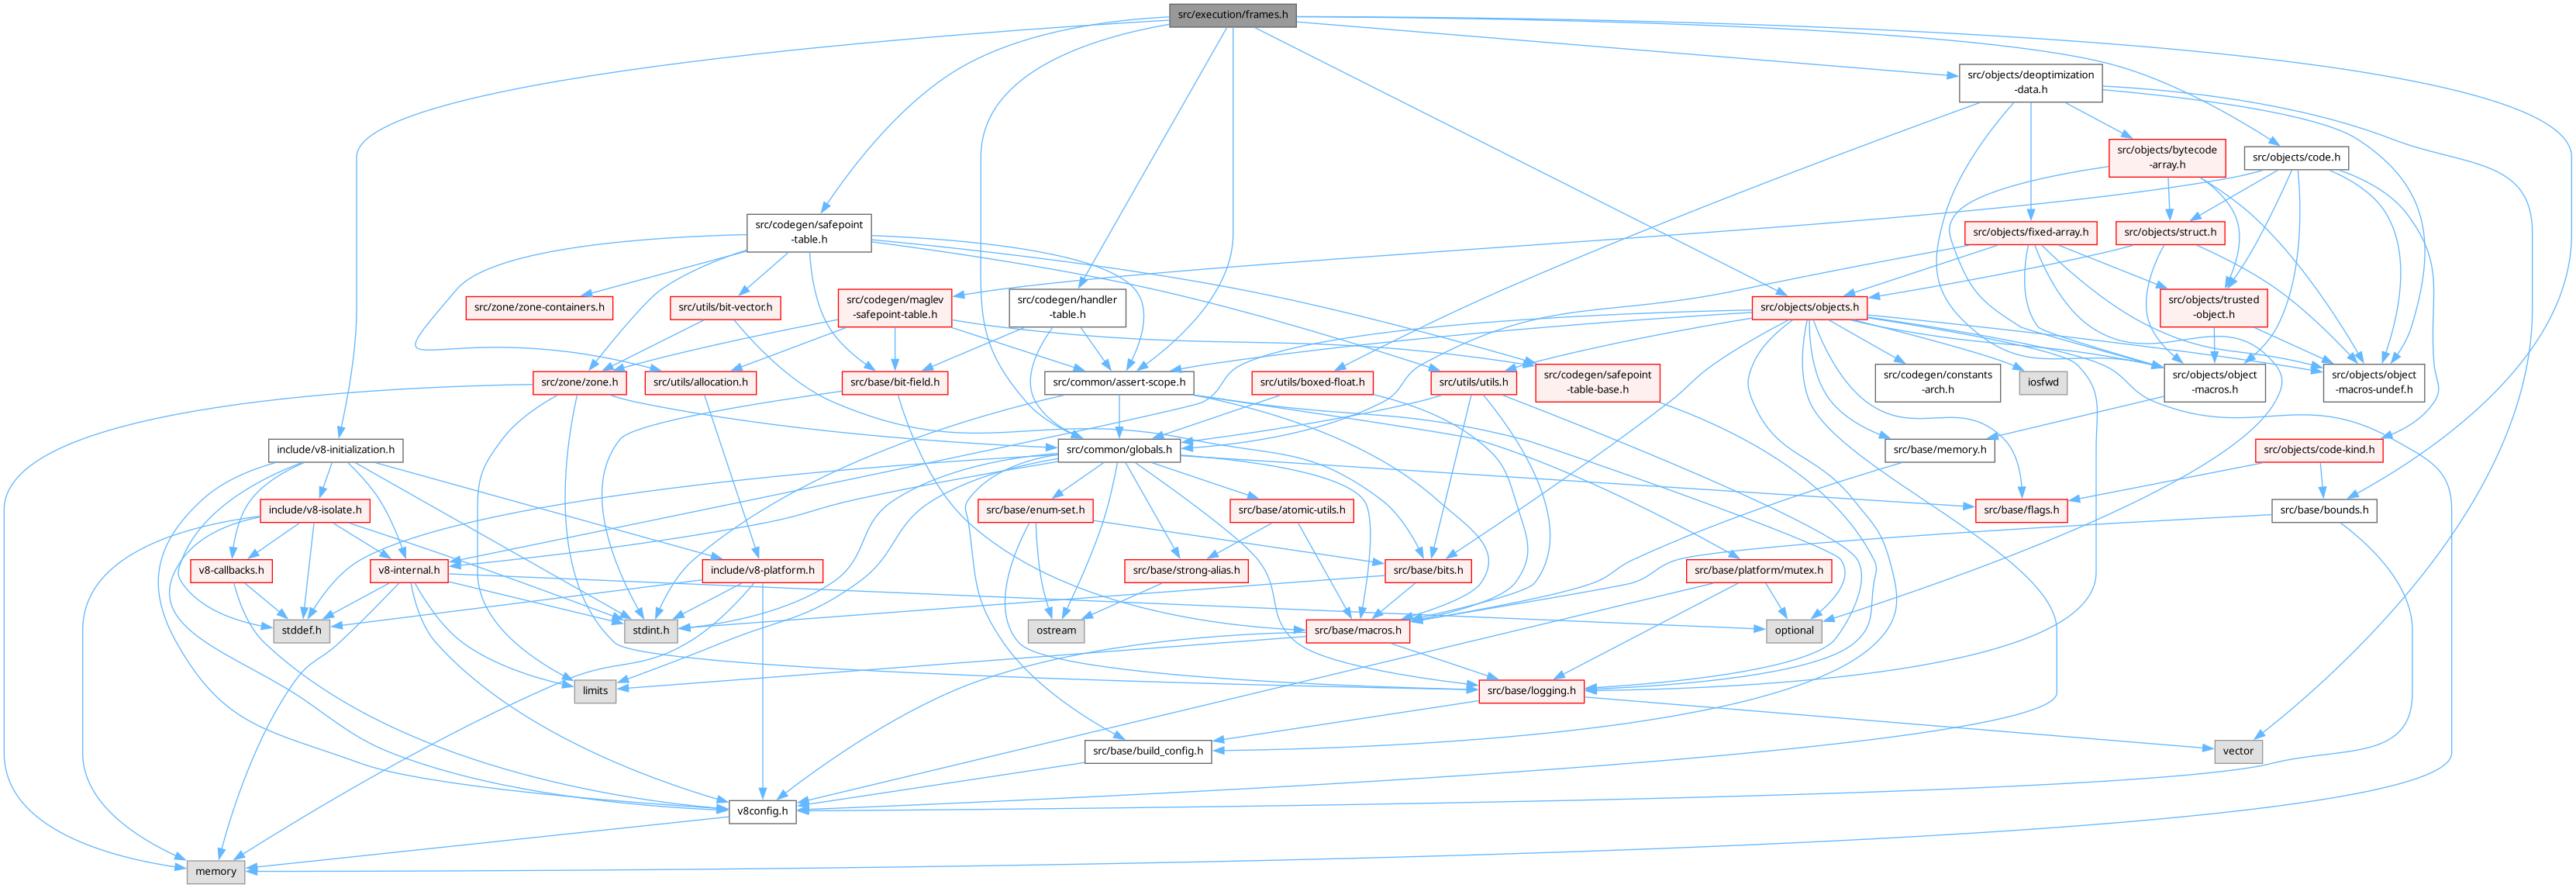 src/execution/frames.h
src/objects/deoptimization
-data.h
src/objects/bytecode
-array.h
src/objects/code.h
src/codegen/safepoint
-table.h
src/objects/fixed-array.h
src/objects/struct.h
src/zone/zone-containers.h
src/utils/bit-vector.h
src/codegen/maglev
-safepoint-table.h
src/codegen/handler
-table.h
src/objects/objects.h
src/objects/trusted
-object.h
src/zone/zone.h
src/utils/allocation.h
src/base/bit-field.h
src/common/assert-scope.h
src/utils/boxed-float.h
src/utils/utils.h
src/codegen/safepoint
-table-base.h
src/codegen/constants
-arch.h
iosfwd
src/objects/object
-macros.h
src/objects/object
-macros-undef.h
include/v8-initialization.h
src/common/globals.h
src/base/memory.h
src/objects/code-kind.h
include/v8-isolate.h
src/base/enum-set.h
src/base/atomic-utils.h
src/base/flags.h
src/base/bounds.h
v8-callbacks.h
v8-internal.h
include/v8-platform.h
src/base/strong-alias.h
src/base/bits.h
src/base/platform/mutex.h
stddef.h
stdint.h
ostream
src/base/macros.h
optional
limits
src/base/logging.h
src/base/build_config.h
vector
v8config.h
memory